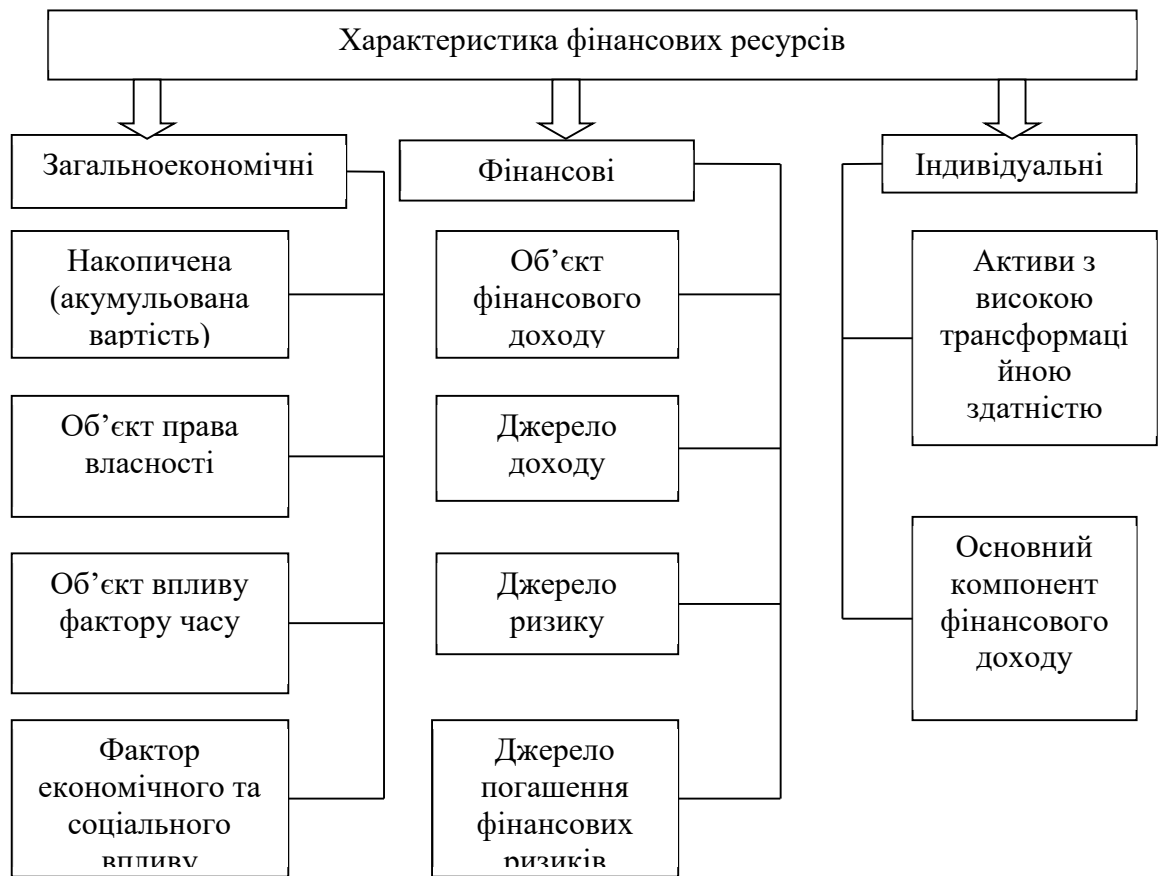 Характеристика фінансових ресурсів
Загальноекономічні
Накопичена
(акумульована
вартість)
Об’єкт права
власності
Об’єкт впливу
фактору часу
Фактор
економічного та
соціального
впливу
Фінансові
Об’єкт
фінансового
доходу
Джерело
доходу
Джерело
ризику
Джерело
погашення
фінансових
ризиків
Індивідуальні
Активи з
високою
трансформаці
йною
здатністю
Основний
компонент
фінансового
доходу